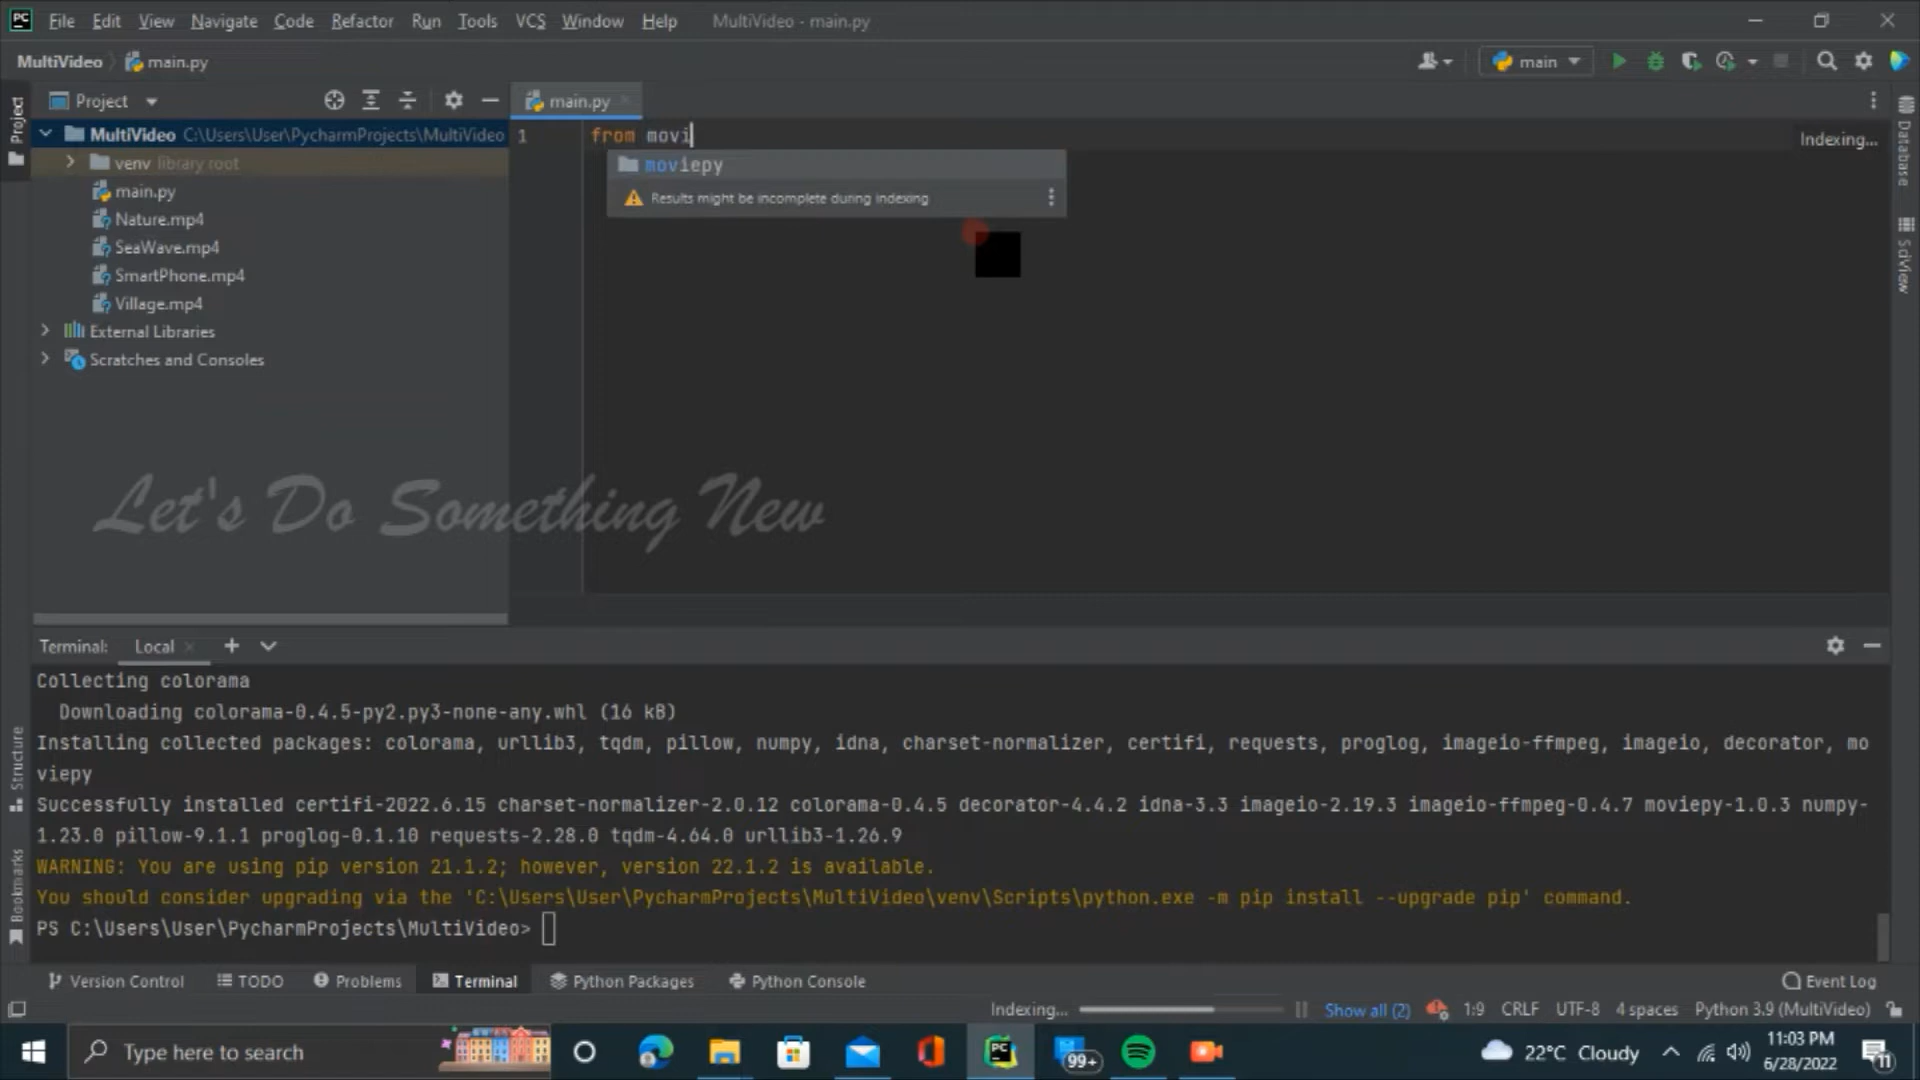 PC File Edit View Navigate Code Refactor Run Tools VCS Window Help MultiVideo - main.py
MultiVideo main.py main
Project main.py
Project
MultiVideo C:\Users\User\PycharmProjects\MultiVideo
venv library root
main.py
Nature.mp4
SeaWave.mp4
SmartPhone.mp4
Village.mp4
External Libraries
Scratches and Consoles
1 from movi
Indexing...
moviepy
Results might be incomplete during indexing
Database
SciView
Let's Do Something New
Terminal: Local
Collecting colorama
Downloading colorama-0.4.5-py2.py3-none-any.whl (16 kB)
Installing collected packages: colorama, urllib3, tqdm, pillow, numpy, idna, charset-normalizer, certifi, requests, proglog, imageio-ffmpeg, imageio, decorator, mo
viepy
Successfully installed certifi-2022.6.15 charset-normalizer-2.0.12 colorama-0.4.5 decorator-4.4.2 idna-3.3 imageio-2.19.3 imageio-ffmpeg-0.4.7 moviepy-1.0.3 numpy-
1.23.0 pillow-9.1.1 proglog-0.1.10 requests-2.28.0 tqdm-4.64.0 urllib3-1.26.9
WARNING: You are using pip version 21.1.2; however, version 22.1.2 is available.
You should consider upgrading via the 'C:\Users\User\PycharmProjects\MultiVideo\venv\Scripts\python.exe -m pip install --upgrade pip' command.
PS C:\Users\User\PycharmProjects\MultiVideo>
Structure
Bookmarks
Version Control TODO Problems Terminal Python Packages Python Console Event Log
Indexing... Show all (2) 1:9 CRLF UTF-8 4 spaces Python 3.9 (MultiVideo)
Type here to search PC 99+ 22°C Cloudy 11:03 PM
6/28/2022 11